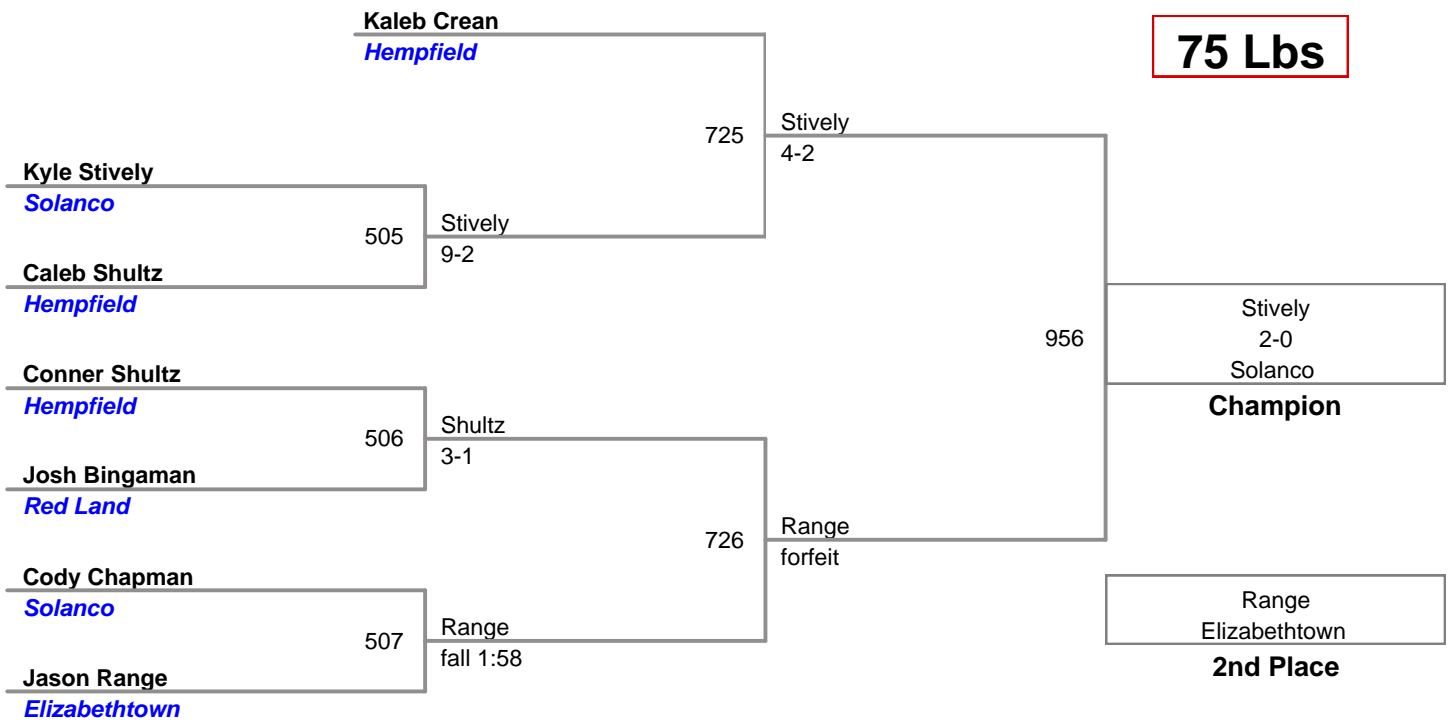 Kaleb Crean
Hempfield
75 Lbs
725
Stively
4-2
Kyle Stively
Solanco
505
Stively
9-2
Caleb Shultz
Hempfield
956
Stively
2-0
Solanco
Champion
Conner Shultz
Hempfield
506
Shultz
3-1
Josh Bingaman
Red Land
726
Range
forfeit
Cody Chapman
Solanco
507
Range
fall 1:58
Jason Range
Elizabethtown
Range
Elizabethtown
2nd Place